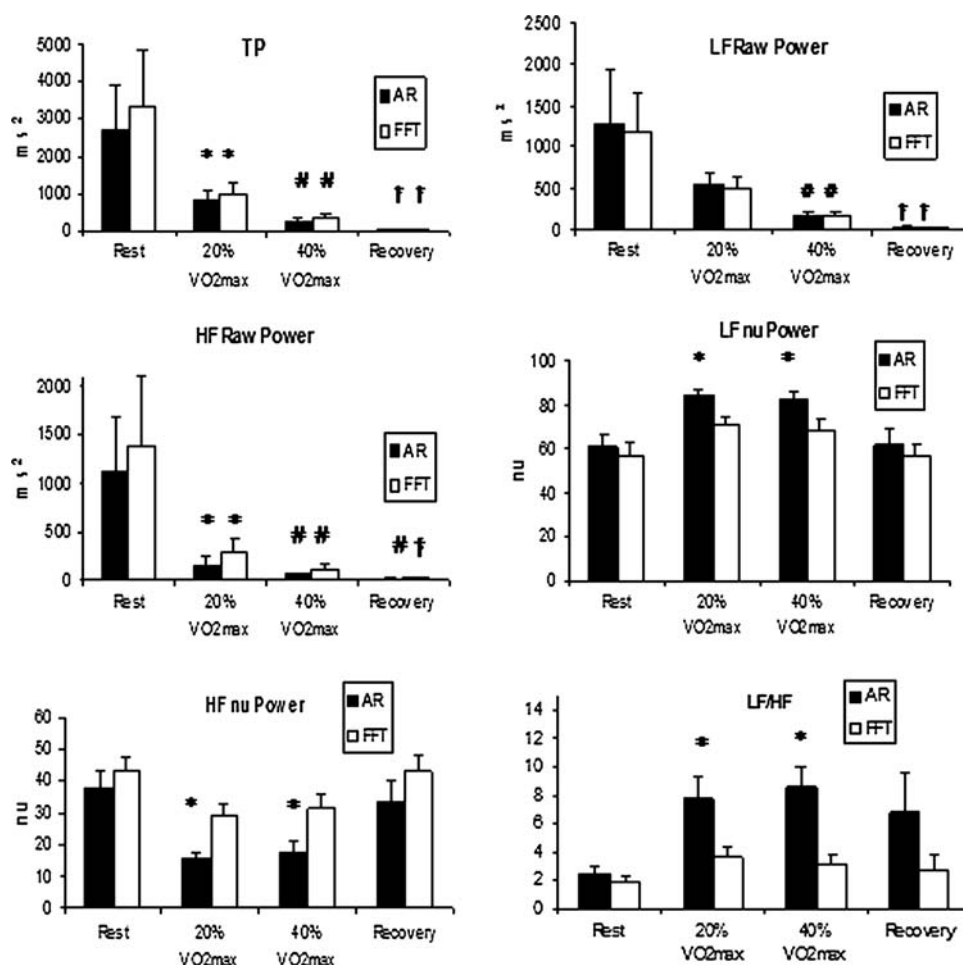 TP
5000
4000
3000
2000
1000
0
m s²
AR
FFT
* *
# #
† †
Rest
20%
VO2max
40%
VO2max
Recovery
LF Raw Power
2500
2000
1500
1000
500
0
m s²
AR
FFT
# #
† †
Rest
20%
VO2max
40%
VO2max
Recovery
HF Raw Power
2000
1500
1000
500
0
m s²
AR
FFT
* *
# #
# †
Rest
20%
VO2max
40%
VO2max
Recovery
LF nu Power
100
80
60
40
20
0
nu
AR
FFT
*
*
Rest
20%
VO2max
40%
VO2max
Recovery
HF nu Power
60
50
40
30
20
10
0
nu
AR
FFT
*
*
Rest
20%
VO2max
40%
VO2max
Recovery
LF/HF
14
12
10
8
6
4
2
0
AR
FFT
*
*
Rest
20%
VO2max
40%
VO2max
Recovery